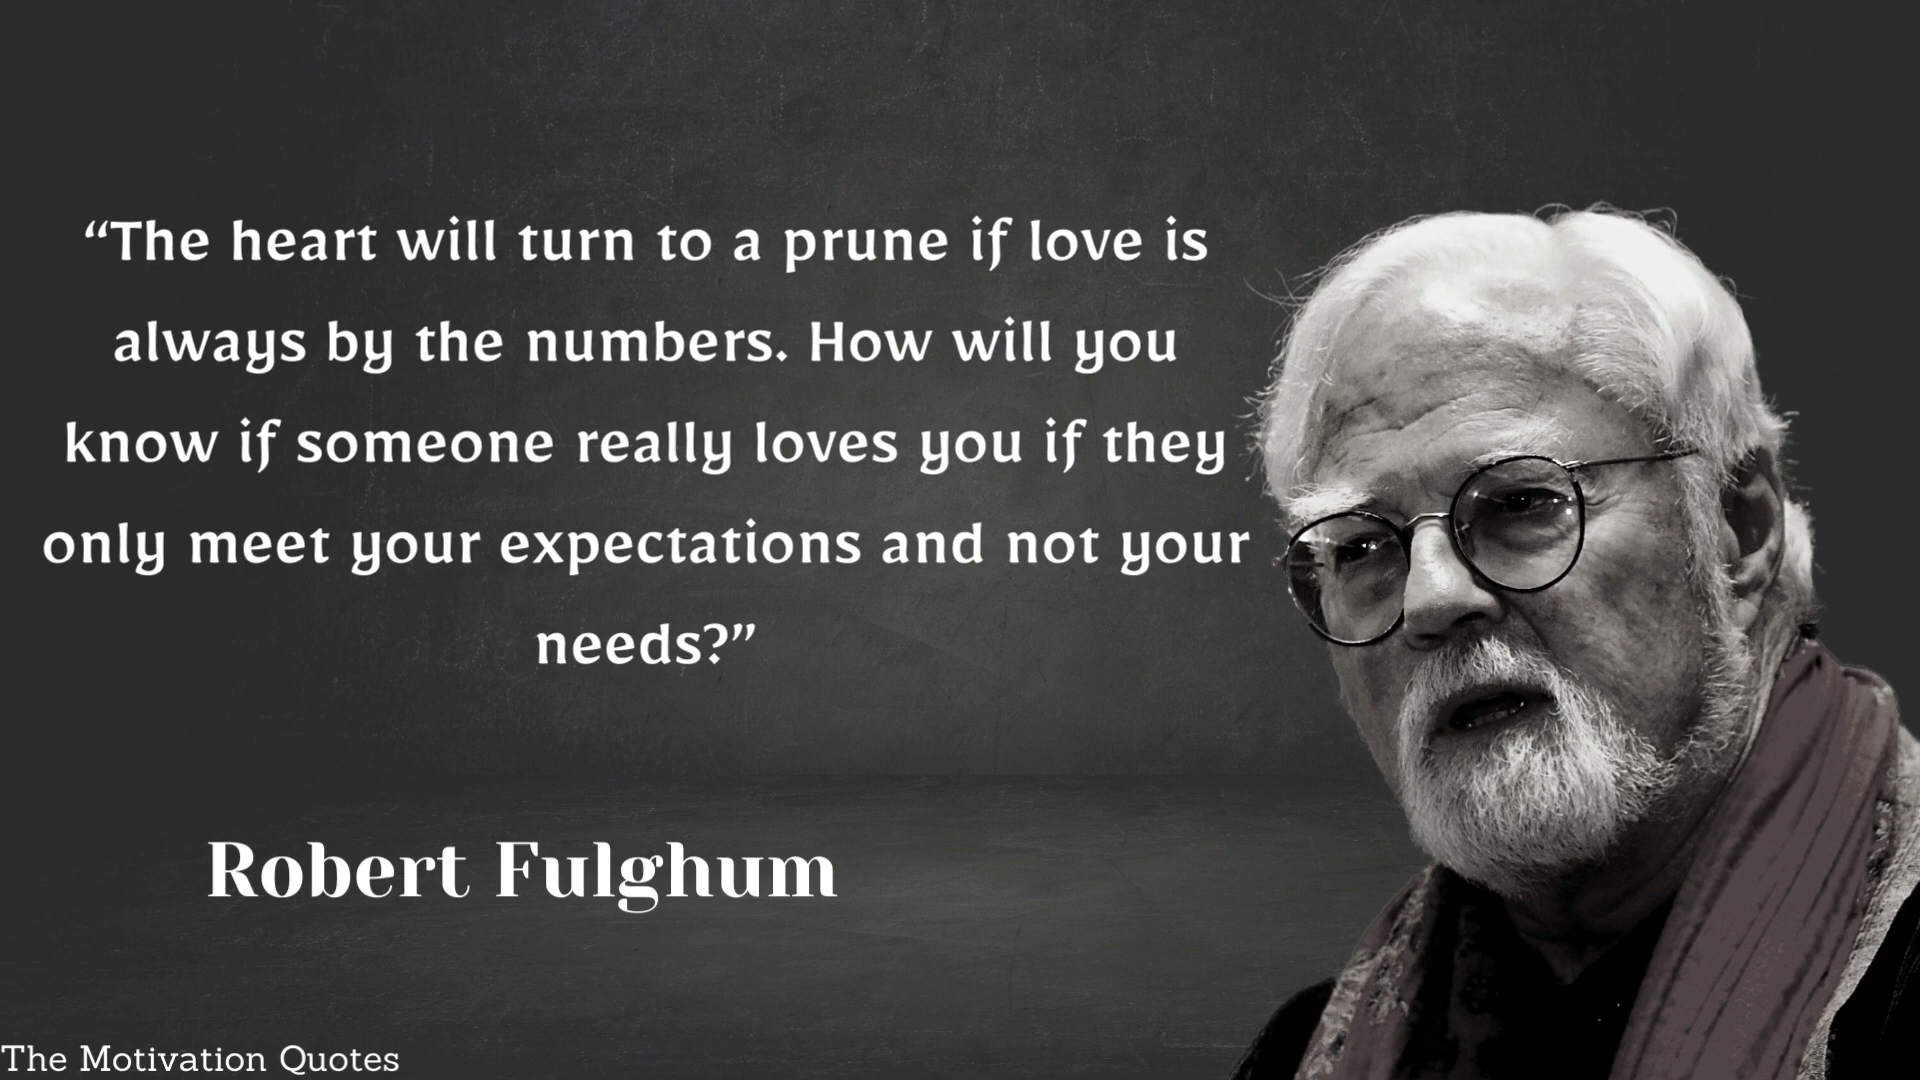 “The heart will turn to a prune if love is
always by the numbers. How will you
know if someone really loves you if they
only meet your expectations and not your
needs?”
Robert Fulghum
The Motivation Quotes